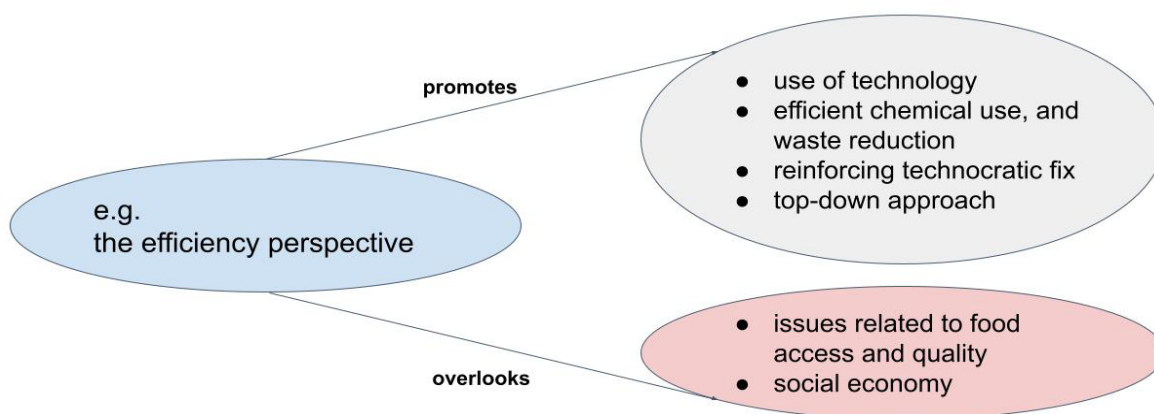 promotes
● use of technology
● efficient chemical use, and
waste reduction
● reinforcing technocratic fix
● top-down approach
e.g.
the efficiency perspective
overlooks
● issues related to food
access and quality
● social economy